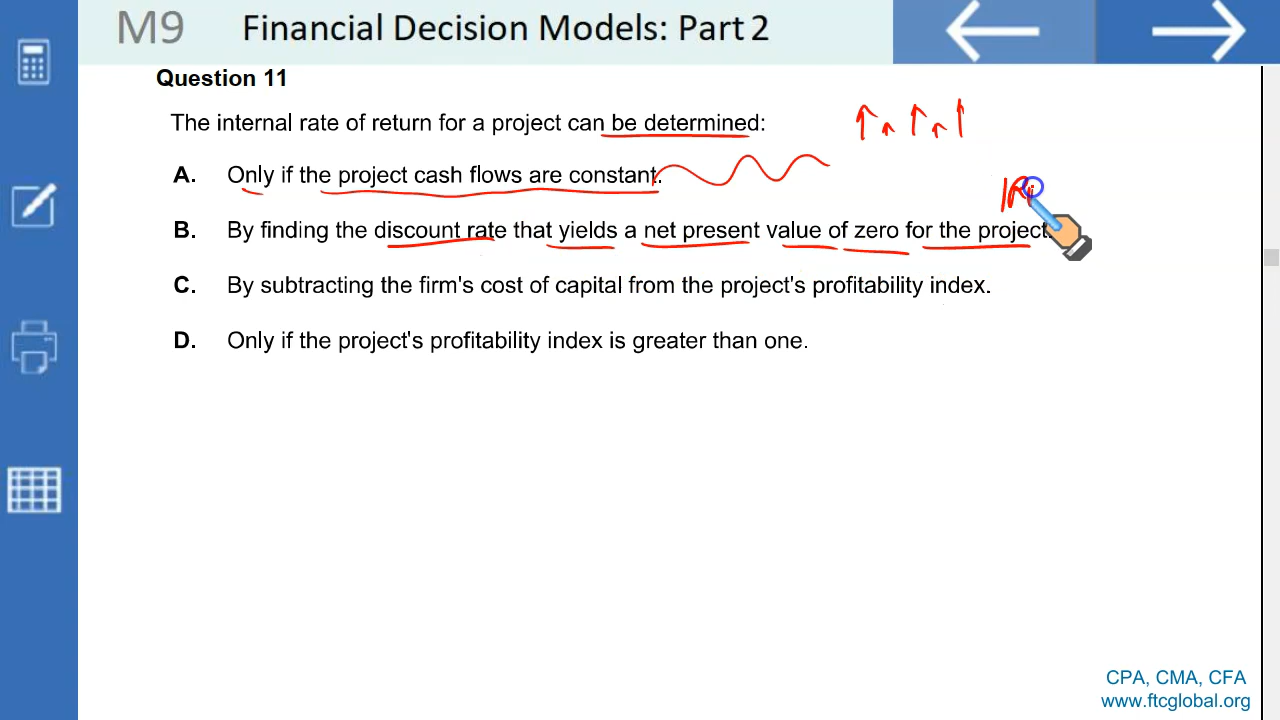 M9 Financial Decision Models: Part 2
Question 11
The internal rate of return for a project can be determined:
A. Only if the project cash flows are constant.
B. By finding the discount rate that yields a net present value of zero for the project.
C. By subtracting the firm's cost of capital from the project's profitability index.
D. Only if the project's profitability index is greater than one.
CPA, CMA, CFA
www.ftcglobal.org